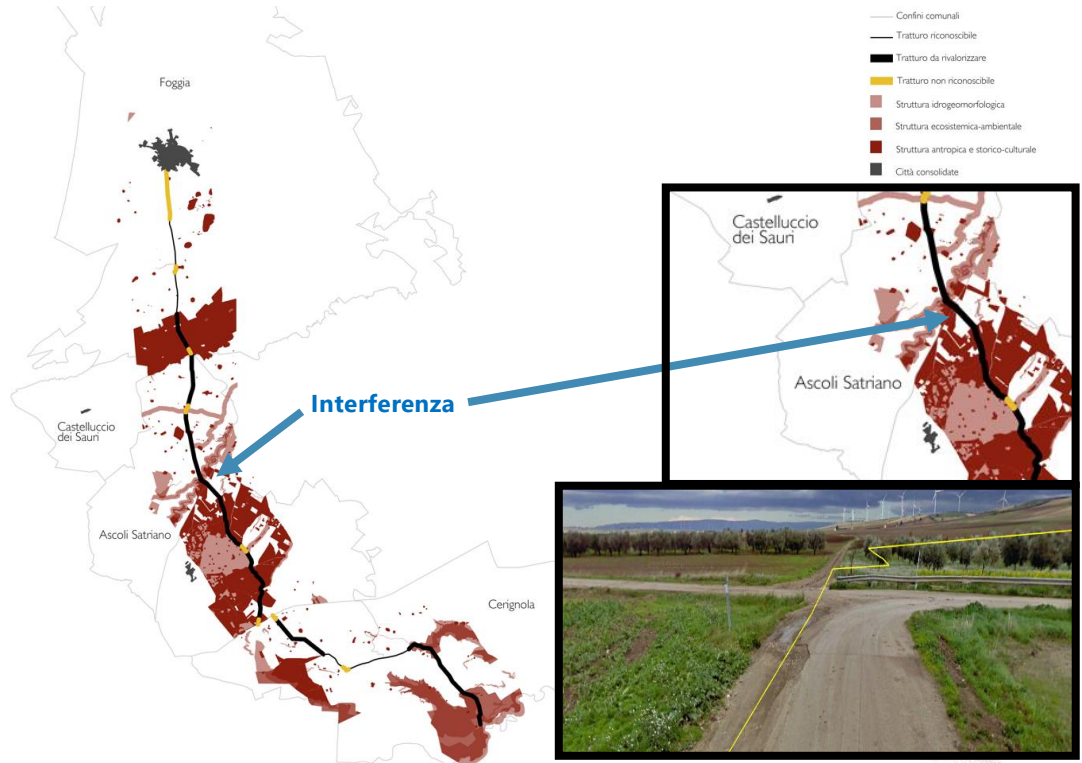 Confini comunali
Tratturo riconoscibile
Tratturo da rivalorizzare
Tratturo non riconoscibile
Struttura idrogeomorfologica
Struttura ecosistemica-ambientale
Struttura antropica e storico-culturale
Città consolidate
Foggia
Castelluccio
dei Sauri
Ascoli Satriano
Interferenza
Castelluccio
dei Sauri
Ascoli Satriano
Cerignola